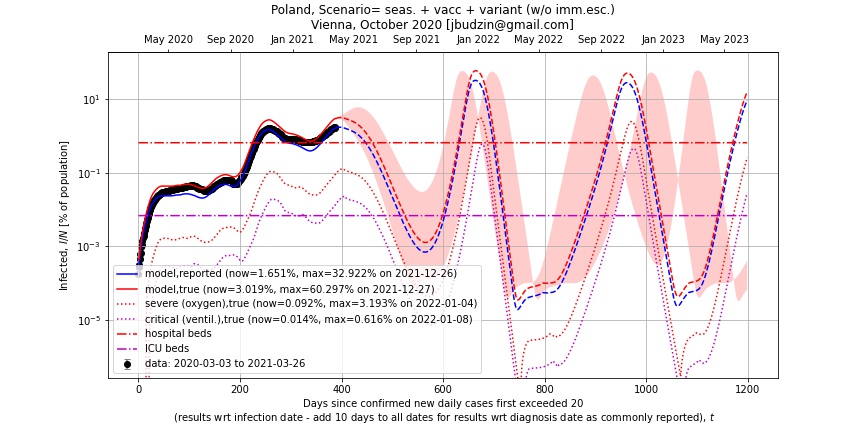 Poland, Scenario= seas. + vacc + variant (w/o imm.esc.)
Vienna, October 2020 [jbudzin@gmail.com]
May 2020 Sep 2020 Jan 2021 May 2021 Sep 2021 Jan 2022 May 2022 Sep 2022 Jan 2023 May 2023
Infected, I/N [% of population]
10¹
10⁻¹
10⁻³
10⁻⁵
model,reported (now=1.651%, max=32.922% on 2021-12-26)
model,true (now=3.019%, max=60.297% on 2021-12-27)
severe (oxygen),true (now=0.092%, max=3.193% on 2022-01-04)
critical (ventil.),true (now=0.014%, max=0.616% on 2022-01-08)
hospital beds
ICU beds
data: 2020-03-03 to 2021-03-26
0 200 400 600 800 1000 1200
Days since confirmed new daily cases first exceeded 20
(results wrt infection date - add 10 days to all dates for results wrt diagnosis date as commonly reported), t